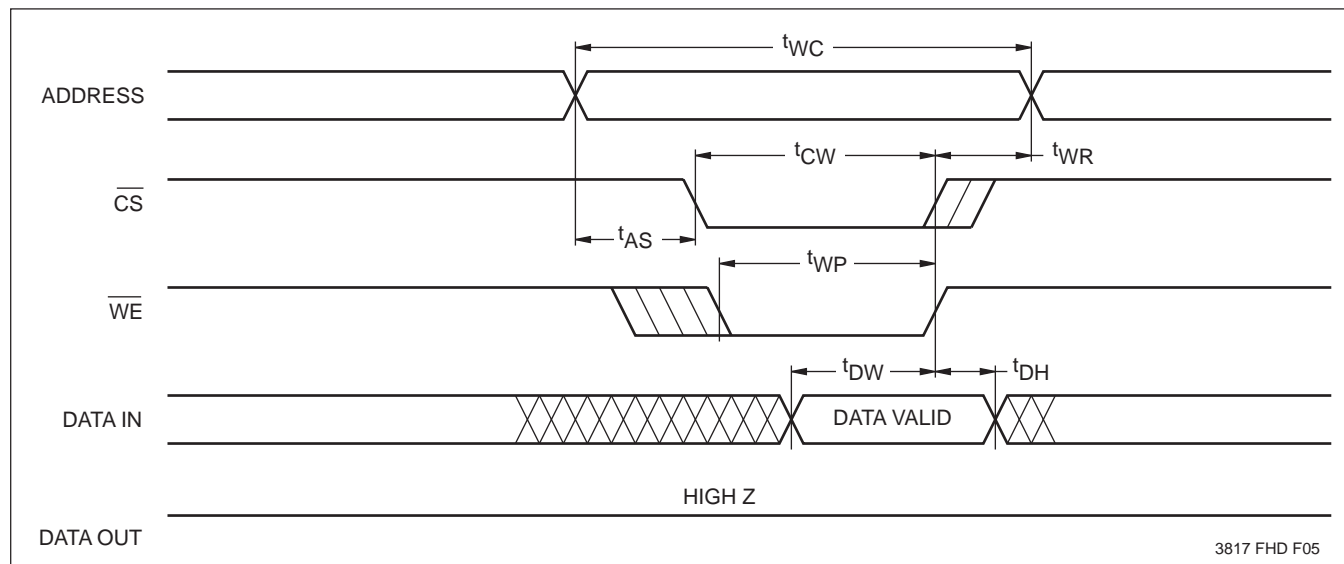 tWC
ADDRESS
tCW
tWR
CS
tAS
tWP
WE
tDW
tDH
DATA IN
DATA VALID
HIGH Z
DATA OUT
3817 FHD F05